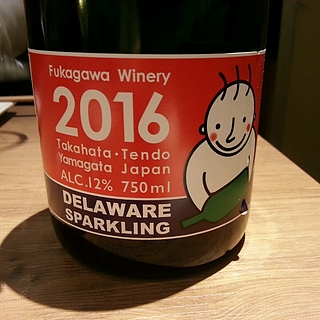 Fukagawa Winery
2016
Takahata・Tendo
Yamagata Japan
ALC.12% 750ml
DELAWARE
SPARKLING